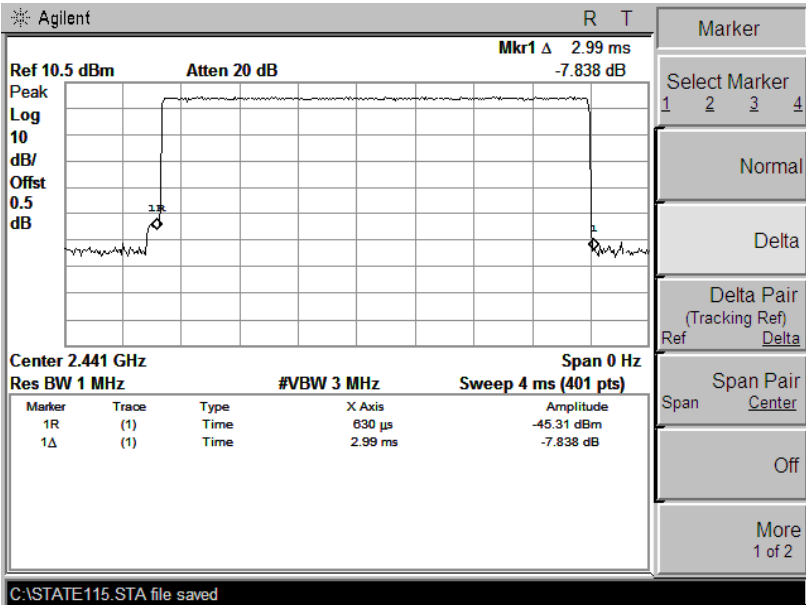 Agilent R T
Mkr1 Δ 2.99 ms
Ref 10.5 dBm Atten 20 dB -7.838 dB
Peak
Log
10
dB/
Offst
0.5
dB
1R
1
Center 2.441 GHz Span 0 Hz
Res BW 1 MHz #VBW 3 MHz Sweep 4 ms (401 pts)
Marker Trace Type X Axis Amplitude
1R (1) Time 630 µs -45.31 dBm
1Δ (1) Time 2.99 ms -7.838 dB
C:\STATE115.STA file saved
Marker
Select Marker
1 2 3 4
Normal
Delta
Delta Pair
(Tracking Ref)
Ref Delta
Span Pair
Span Center
Off
More
1 of 2